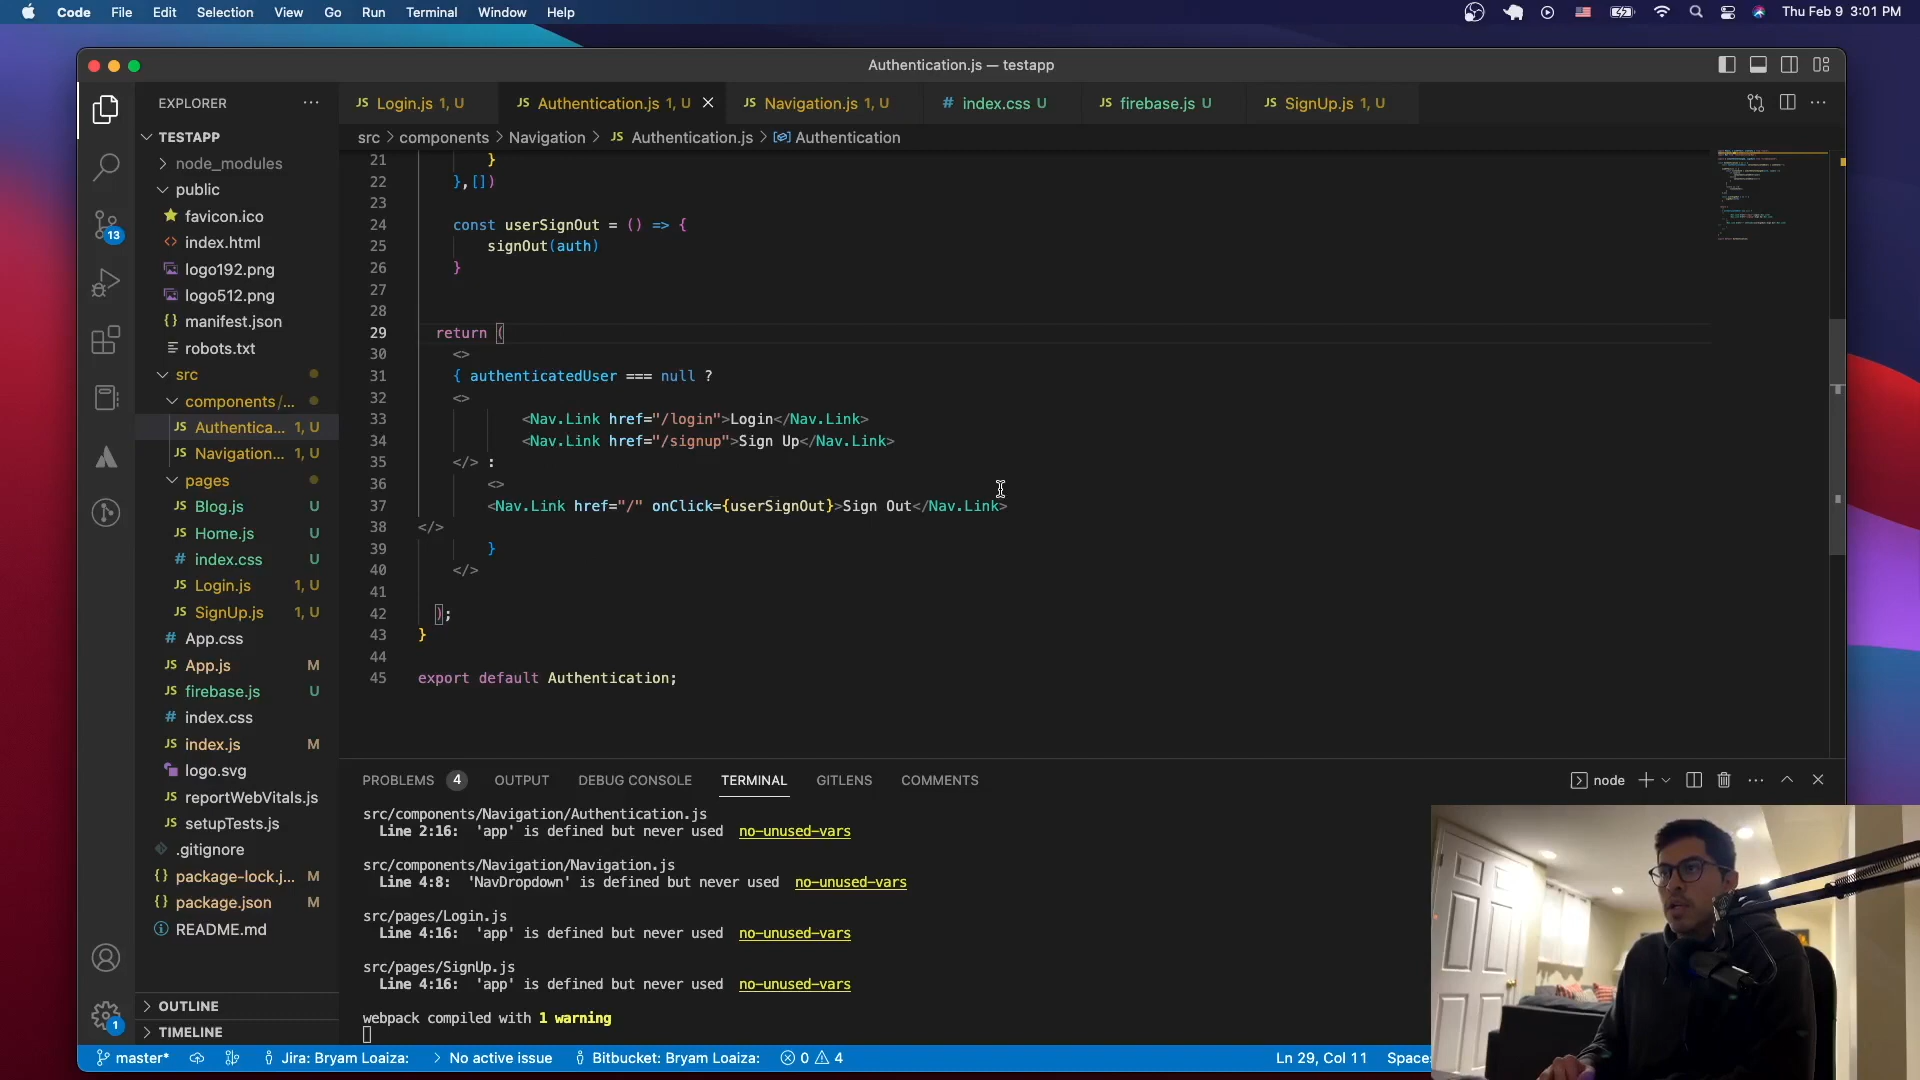 Code File Edit Selection View Go Run Terminal Window Help Thu Feb 9 3:01 PM
Authentication.js — testapp
EXPLORER ···
Login.js 1, U Authentication.js 1, U Navigation.js 1, U index.css U firebase.js U SignUp.js 1, U
src > components > Navigation > JS Authentication.js > Authentication
TESTAPP
node_modules
public
favicon.ico
index.html
logo192.png
logo512.png
manifest.json
robots.txt
src
components/...
JS Authentica... 1, U
JS Navigation... 1, U
pages
JS Blog.js U
JS Home.js U
# index.css U
JS Login.js 1, U
JS SignUp.js 1, U
# App.css
JS App.js M
JS firebase.js U
# index.css
JS index.js M
logo.svg
JS reportWebVitals.js
JS setupTests.js
.gitignore
{} package-lock.j... M
{} package.json M
README.md
OUTLINE
TIMELINE
13
1
21 }
22 },[])
23
24 const userSignOut = () => {
25 signOut(auth)
26 }
27
28
29 return (
30 <>
31 { authenticatedUser === null ?
32 <>
33 <Nav.Link href="/login">Login</Nav.Link>
34 <Nav.Link href="/signup">Sign Up</Nav.Link>
35 </> :
36 <>
37 <Nav.Link href="/" onClick={userSignOut}>Sign Out</Nav.Link>
38 </>
39 }
40 </>
41
42 );
43 }
44
45 export default Authentication;
PROBLEMS 4 OUTPUT DEBUG CONSOLE TERMINAL GITLENS COMMENTS node
src/components/Navigation/Authentication.js
Line 2:16: 'app' is defined but never used no-unused-vars
src/components/Navigation/Navigation.js
Line 4:8: 'NavDropdown' is defined but never used no-unused-vars
src/pages/Login.js
Line 4:16: 'app' is defined but never used no-unused-vars
src/pages/SignUp.js
Line 4:16: 'app' is defined but never used no-unused-vars
webpack compiled with 1 warning
master* Jira: Bryam Loaiza: > No active issue Bitbucket: Bryam Loaiza: 0 4 Ln 29, Col 11 Space